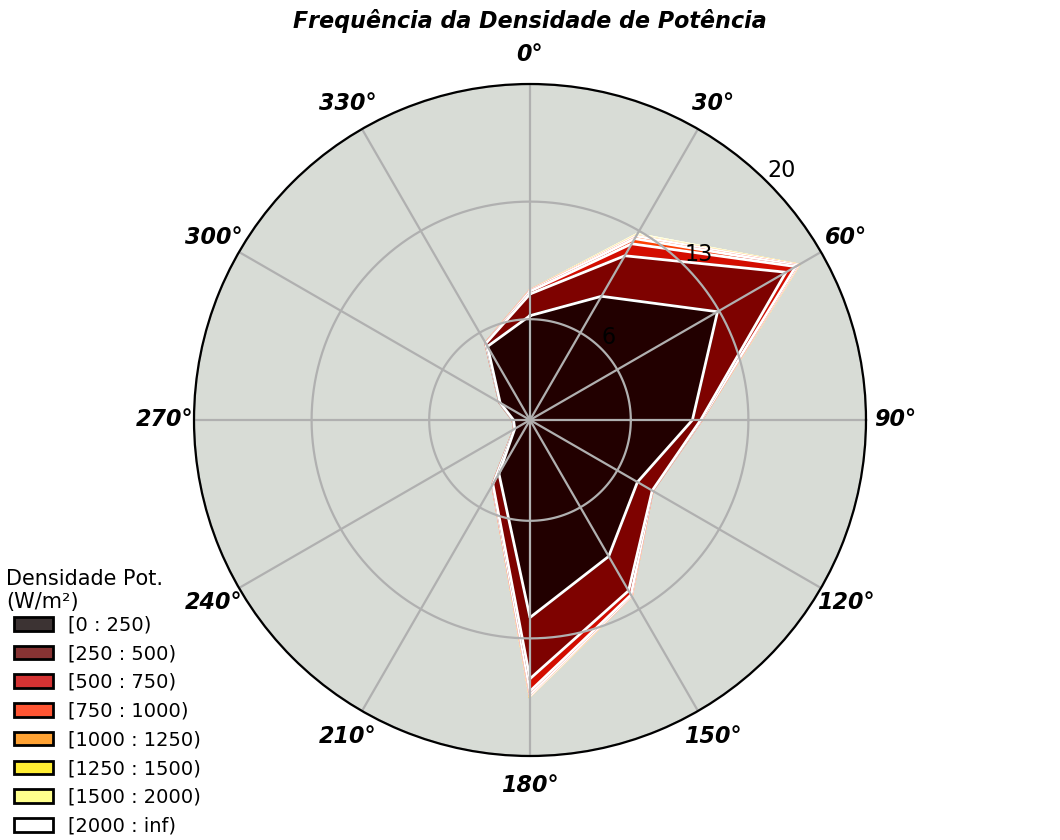 Frequência da Densidade de Potência
0°
330°
30°
20
300°
60°
13
6
270°
90°
240°
120°
210°
150°
180°
Densidade Pot.
(W/m²)
[0 : 250)
[250 : 500)
[500 : 750)
[750 : 1000)
[1000 : 1250)
[1250 : 1500)
[1500 : 2000)
[2000 : inf)